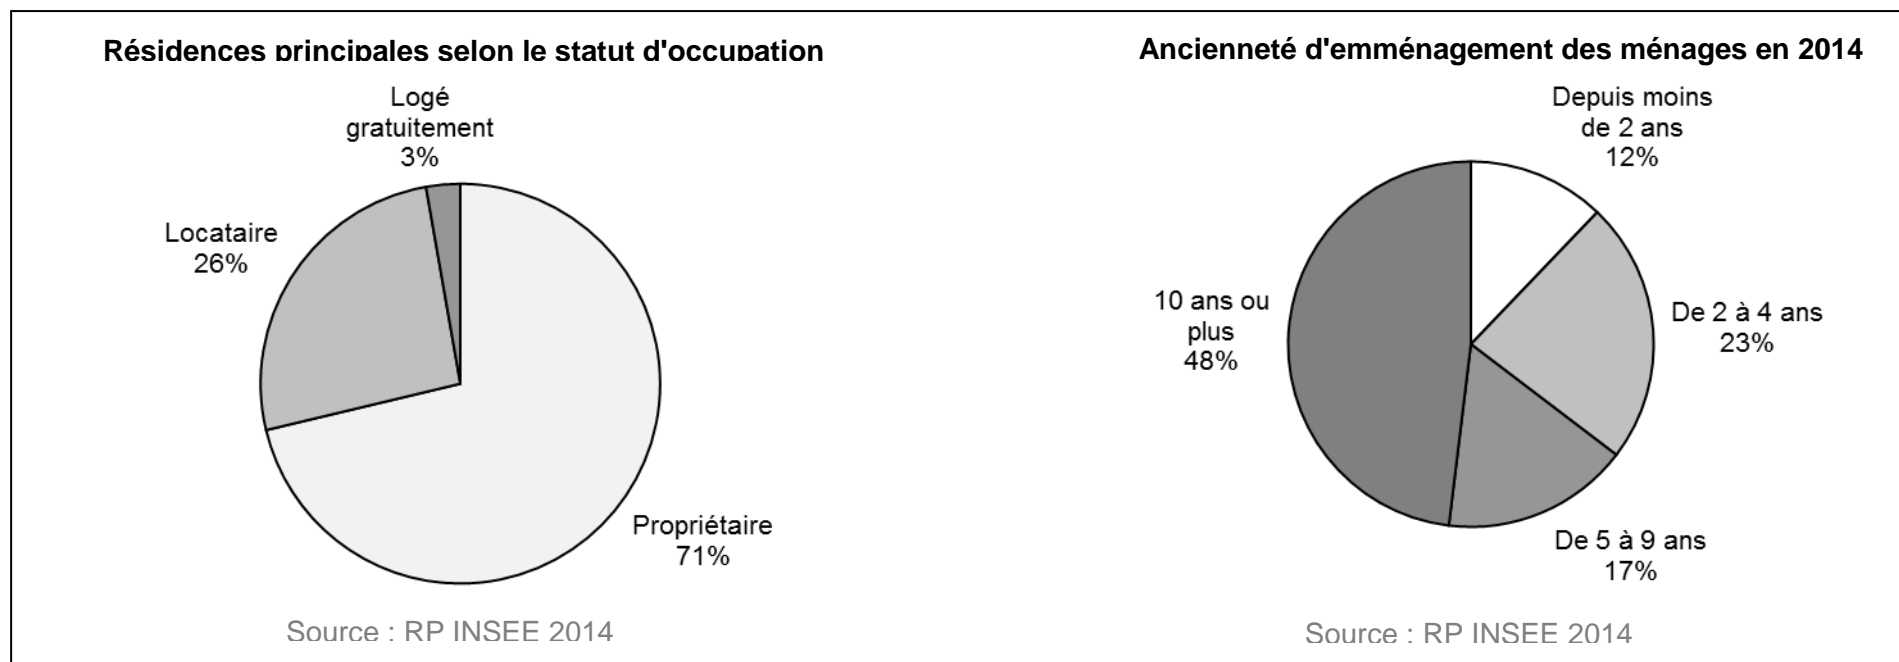 Résidences principales selon le statut d'occupation
Logé
gratuitement
3%
Locataire
26%
Propriétaire
71%
Source : RP INSEE 2014
Ancienneté d'emménagement des ménages en 2014
Depuis moins
de 2 ans
12%
10 ans ou
plus
48%
De 2 à 4 ans
23%
De 5 à 9 ans
17%
Source : RP INSEE 2014